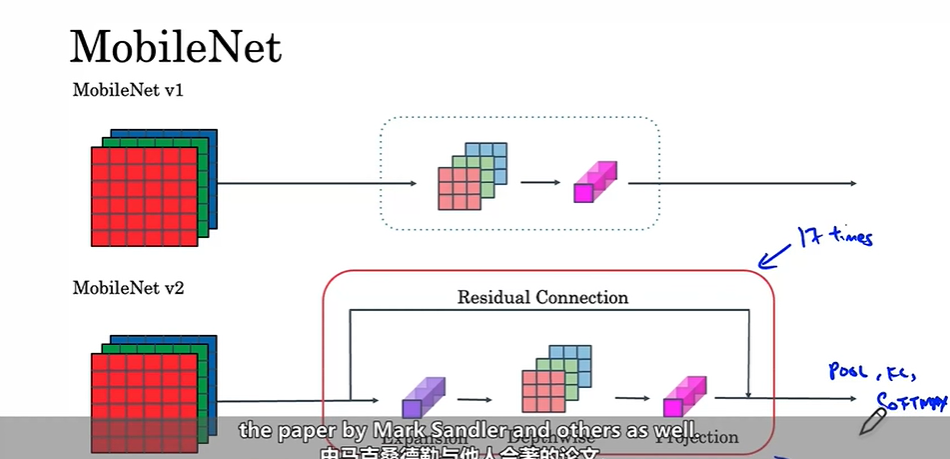 MobileNet
MobileNet v1
17 times
MobileNet v2
Residual Connection
POOL, FC,
SOFTMAX
Expansion Depthwise Projection
the paper by Mark Sandler and others as well.
由马克桑德勒与他人合著的论文